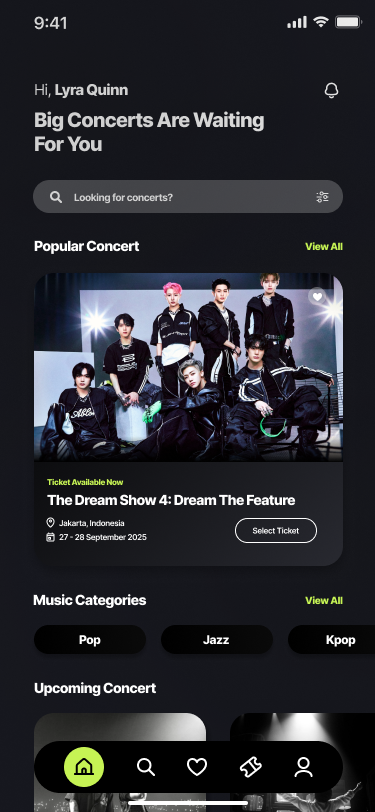 9:41
Hi, Lyra Quinn
Big Concerts Are Waiting
For You
Looking for concerts?
Popular Concert
View All
Ticket Available Now
The Dream Show 4: Dream The Feature
Jakarta, Indonesia
27 - 28 September 2025
Select Ticket
Music Categories
View All
Pop
Jazz
Kpop
Upcoming Concert